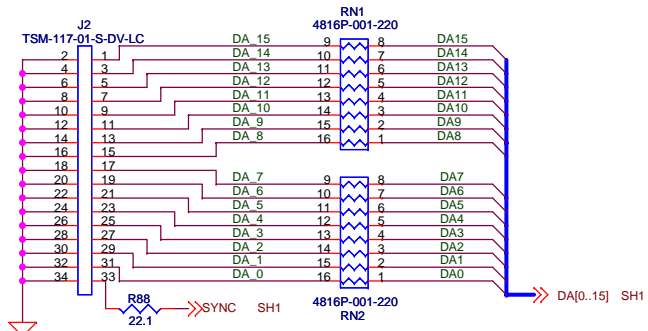 J2
TSM-117-01-S-DV-LC
RN1
4816P-001-220
2 1 DA_15 9 8 DA15
4 3 DA_14 10 7 DA14
6 5 DA_13 11 6 DA13
8 7 DA_12 12 5 DA12
10 9 DA_11 13 4 DA11
12 11 DA_10 14 3 DA10
14 13 DA_9 15 2 DA9
16 15 DA_8 16 1 DA8
18 17 DA_7 9 8 DA7
20 19 DA_6 10 7 DA6
22 21 DA_5 11 6 DA5
24 23 DA_4 12 5 DA4
26 25 DA_3 13 4 DA3
28 27 DA_2 14 3 DA2
30 29 DA_1 15 2 DA1
32 31 DA_0 16 1 DA0
34 33
DA[0..15] SH1
R88
22.1
SYNC SH1
4816P-001-220
RN2